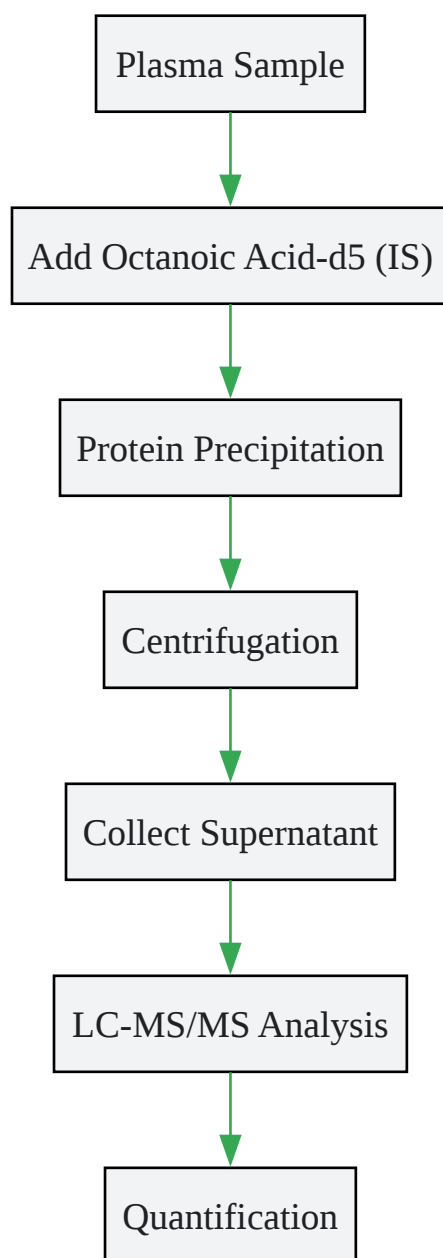 Plasma Sample
Add Octanoic Acid-d5 (IS)
Protein Precipitation
Centrifugation
Collect Supernatant
LC-MS/MS Analysis
Quantification